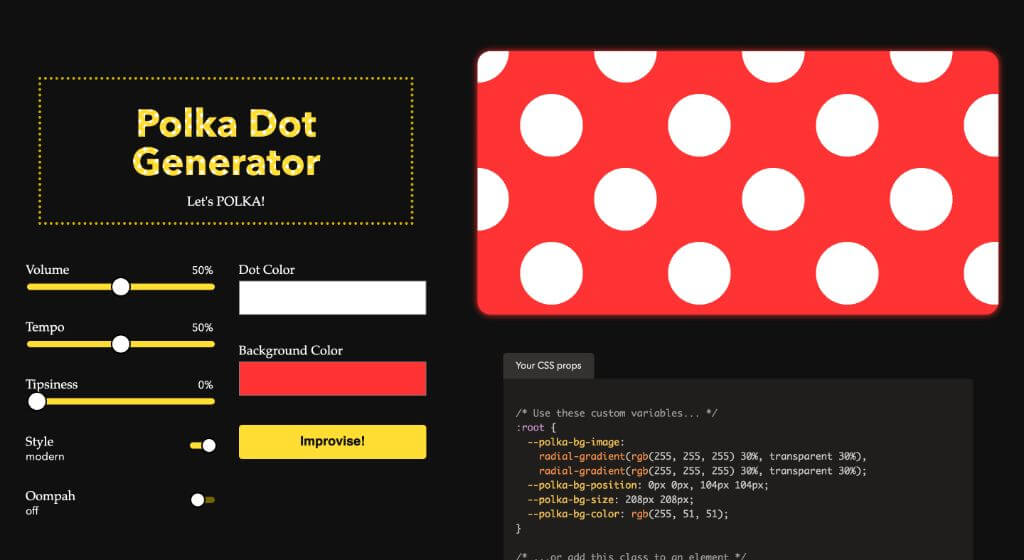 Polka Dot
Generator
Let's POLKA!
Volume 50%
Tempo 50%
Tipsiness 0%
Style
modern
Oompah
off
Dot Color
Background Color
Improvise!
Your CSS props
/* Use these custom variables... */
:root {
--polka-bg-image:
radial-gradient(rgb(255, 255, 255) 30%, transparent 30%),
radial-gradient(rgb(255, 255, 255) 30%, transparent 30%);
--polka-bg-position: 0px 0px, 104px 104px;
--polka-bg-size: 208px 208px;
--polka-bg-color: rgb(255, 51, 51);
}
/* ...or add this class to an element */